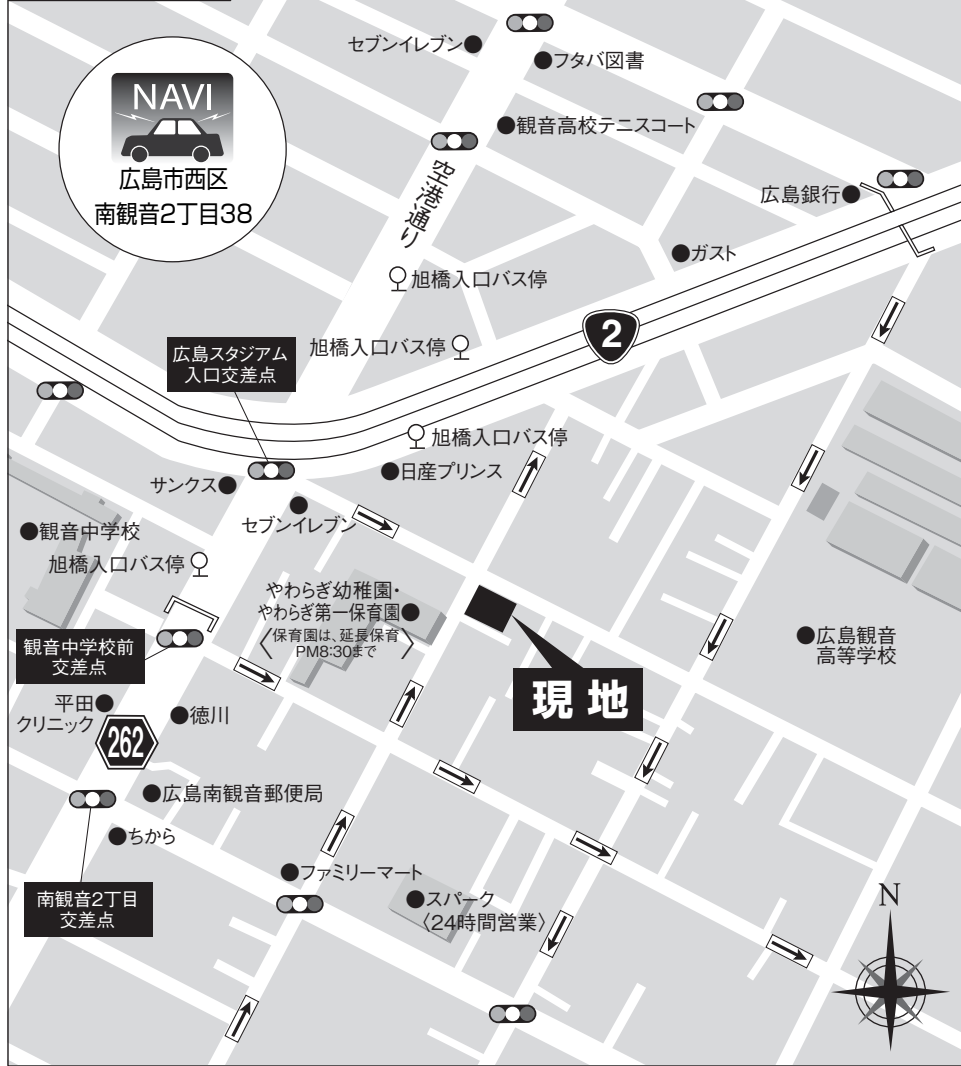 NAVI
広島市西区
南観音2丁目38
セブンイレブン
フタバ図書
観音高校テニスコート
空港通り
広島銀行
ガスト
旭橋入口バス停
旭橋入口バス停
2
広島スタジアム
入口交差点
旭橋入口バス停
日産プリンス
サンクス
セブンイレブン
観音中学校
旭橋入口バス停
やわらぎ幼稚園・
やわらぎ第一保育園
〈保育園は、延長保育
PM8:30まで〉
広島観音
高等学校
観音中学校前
交差点
現地
平田
クリニック
徳川
262
広島南観音郵便局
ちから
ファミリーマート
南観音2丁目
交差点
スパーク
〈24時間営業〉
N